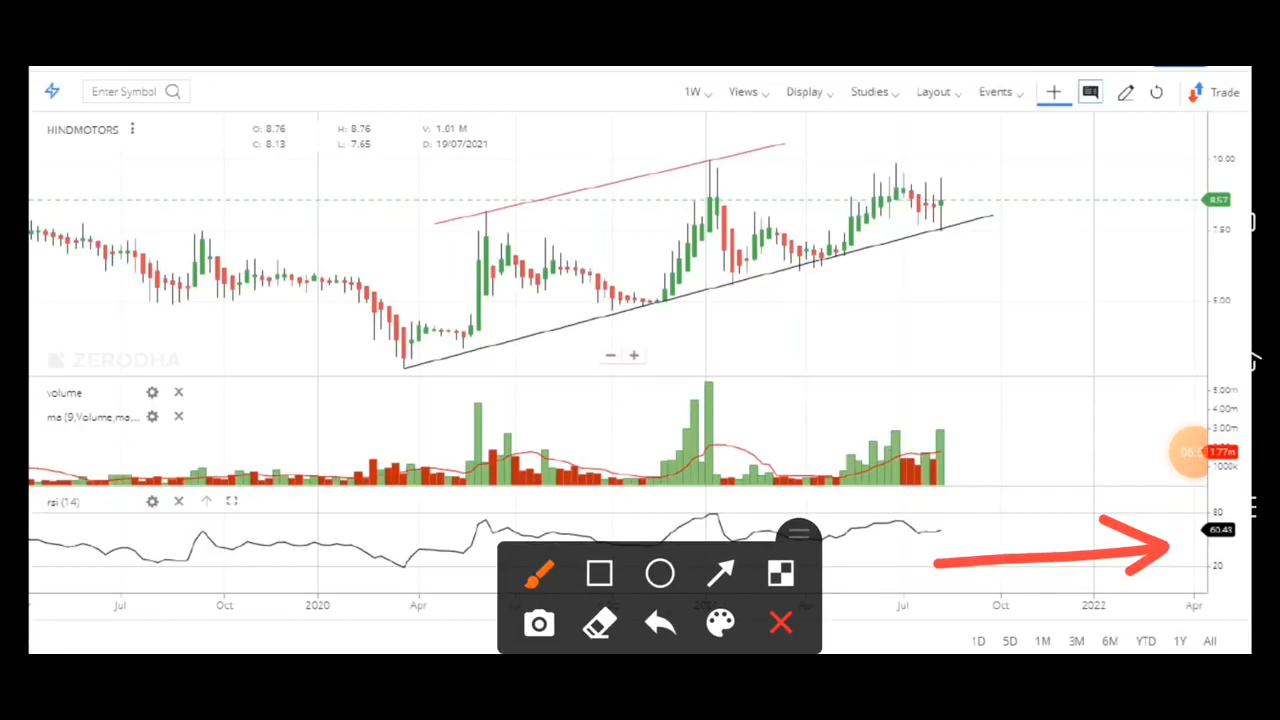 Enter Symbol 1W Views Display Studies Layout Events Trade
HINDMOTORS O: 8.76 H: 8.76 V: 1.01 M
C: 8.13 L: 7.65 D: 19/07/2021
10.00
8.57
7.50
5.00
ZERODHA
volume
5.00m
ma (9,Volume,ma,...
4.00m
3.00m
1.77m
1000k
rsi (14)
80
60.43
20
Jul Oct 2020 Apr Jul Oct 2022 Apr
1D 5D 1M 3M 6M YTD 1Y All